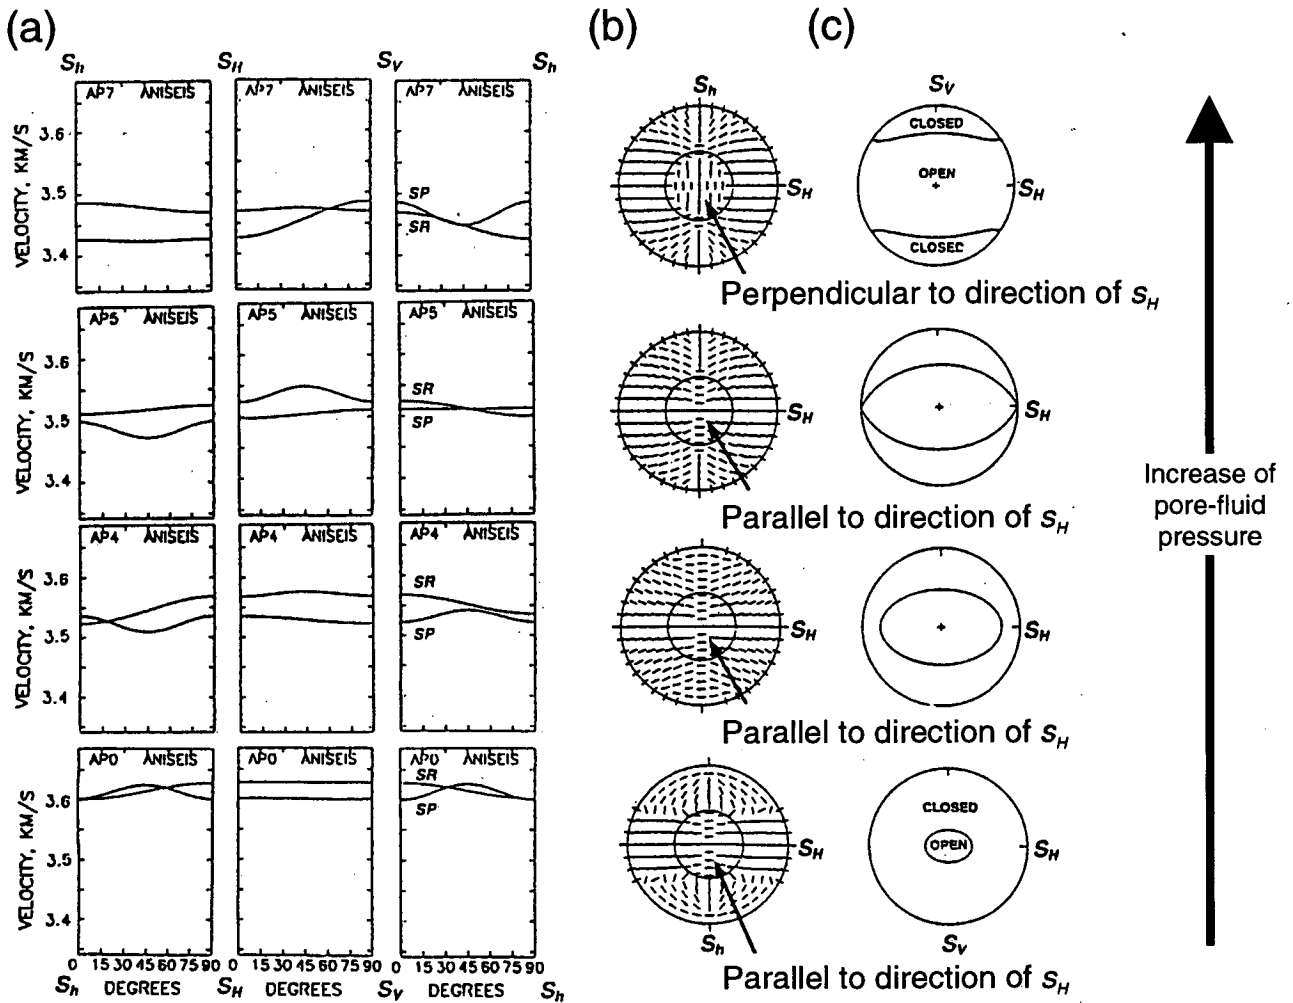 (a)
(b)
(c)
Sh SH SV Sh
AP7 ANISEIS AP7 ANISEIS AP7 ANISEIS
VELOCITY, KM/S
3.6
3.5
3.4
SP
SR
Sh
SH
SV
CLOSED
OPEN
SH
CLOSED
Perpendicular to direction of sH
AP5 ANISEIS AP5 ANISEIS AP5 ANISEIS
VELOCITY, KM/S
3.6
3.5
3.4
SR
SP
SH
SH
Parallel to direction of sH
AP4 ANISEIS AP4 ANISEIS AP4 ANISEIS
VELOCITY, KM/S
3.6
3.5
3.4
SR
SP
SH
SH
Parallel to direction of sH
AP0 ANISEIS AP0 ANISEIS AP0 ANISEIS
VELOCITY, KM/S
3.6
3.5
3.4
SR
SP
SH
Sh
CLOSED
OPEN
SH
SV
Parallel to direction of sH
0 15 30 45 60 75 90 0 15 30 45 60 75 90 0 15 30 45 60 75 90
Sh DEGREES SH DEGREES SV DEGREES Sh
Increase of
pore-fluid
pressure